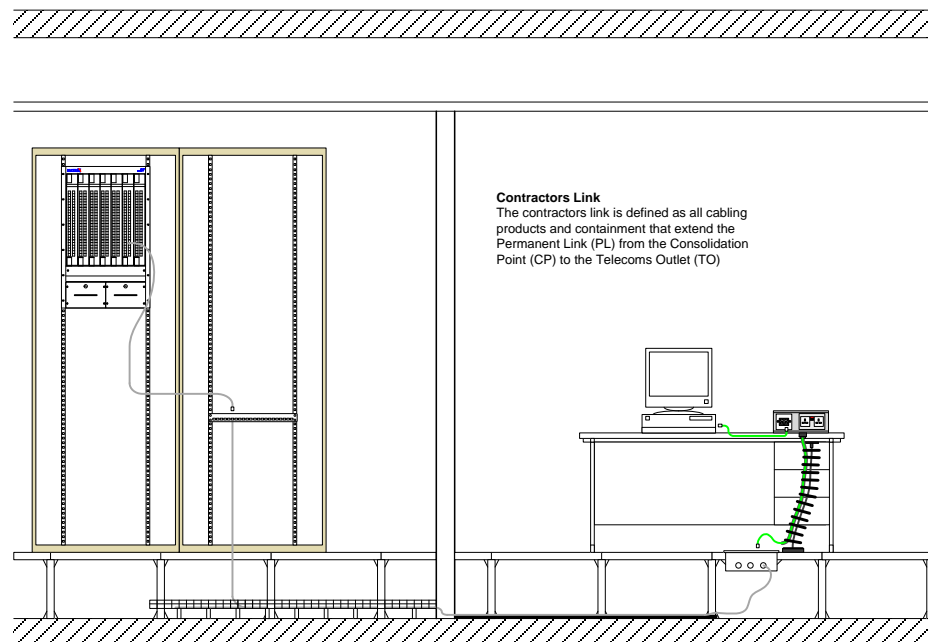 Contractors Link
The contractors link is defined as all cabling
products and containment that extend the
Permanent Link (PL) from the Consolidation
Point (CP) to the Telecoms Outlet (TO)